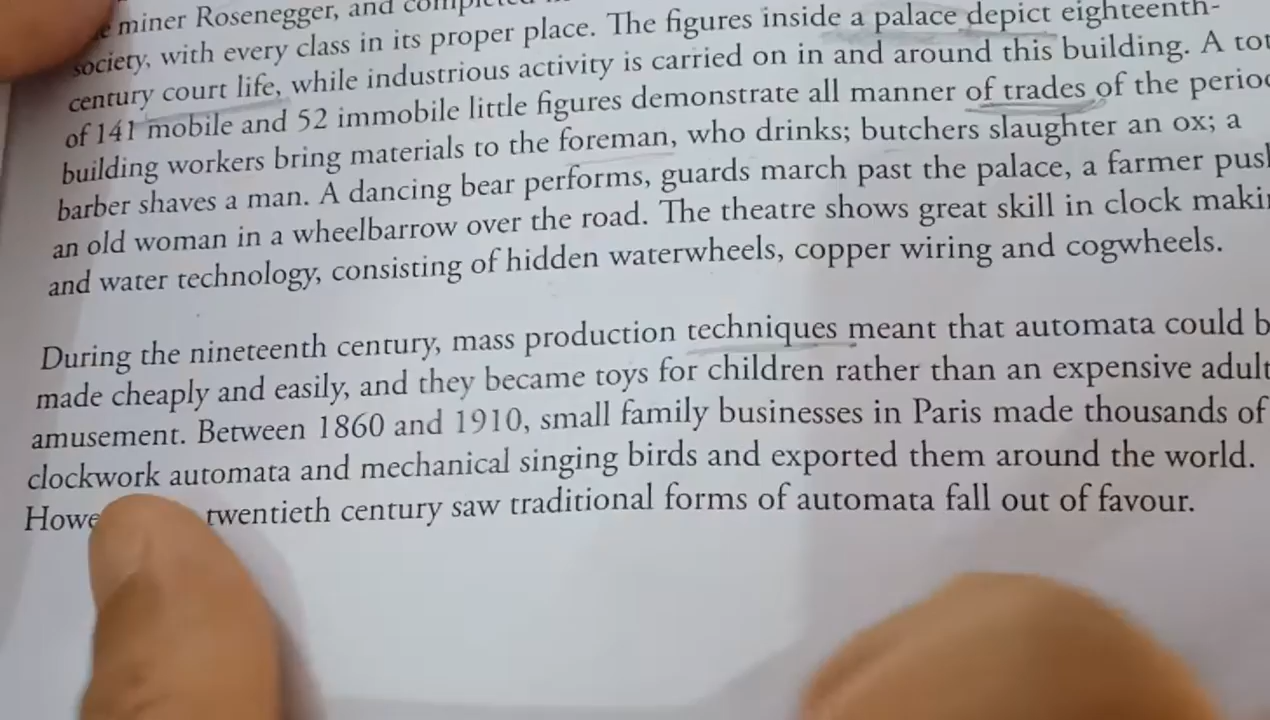 miner Rosenegger, and
society, with every class in its proper place. The figures inside a palace depict eighteenth-
century court life, while industrious activity is carried on in and around this building. A
of 141 mobile and 52 immobile little figures demonstrate all manner of trades of the
building workers bring materials to the foreman, who drinks; butchers slaughter an ox; a
barber shaves a man. A dancing bear performs, guards march past the palace, a farmer
an old woman in a wheelbarrow over the road. The theatre shows great skill in clock
and water technology, consisting of hidden waterwheels, copper wiring and cogwheels.
During the nineteenth century, mass production techniques meant that automata could
made cheaply and easily, and they became toys for children rather than an expensive adult
amusement. Between 1860 and 1910, small family businesses in Paris made thousands of
clockwork automata and mechanical singing birds and exported them around the world.
twentieth century saw traditional forms of automata fall out of favour.